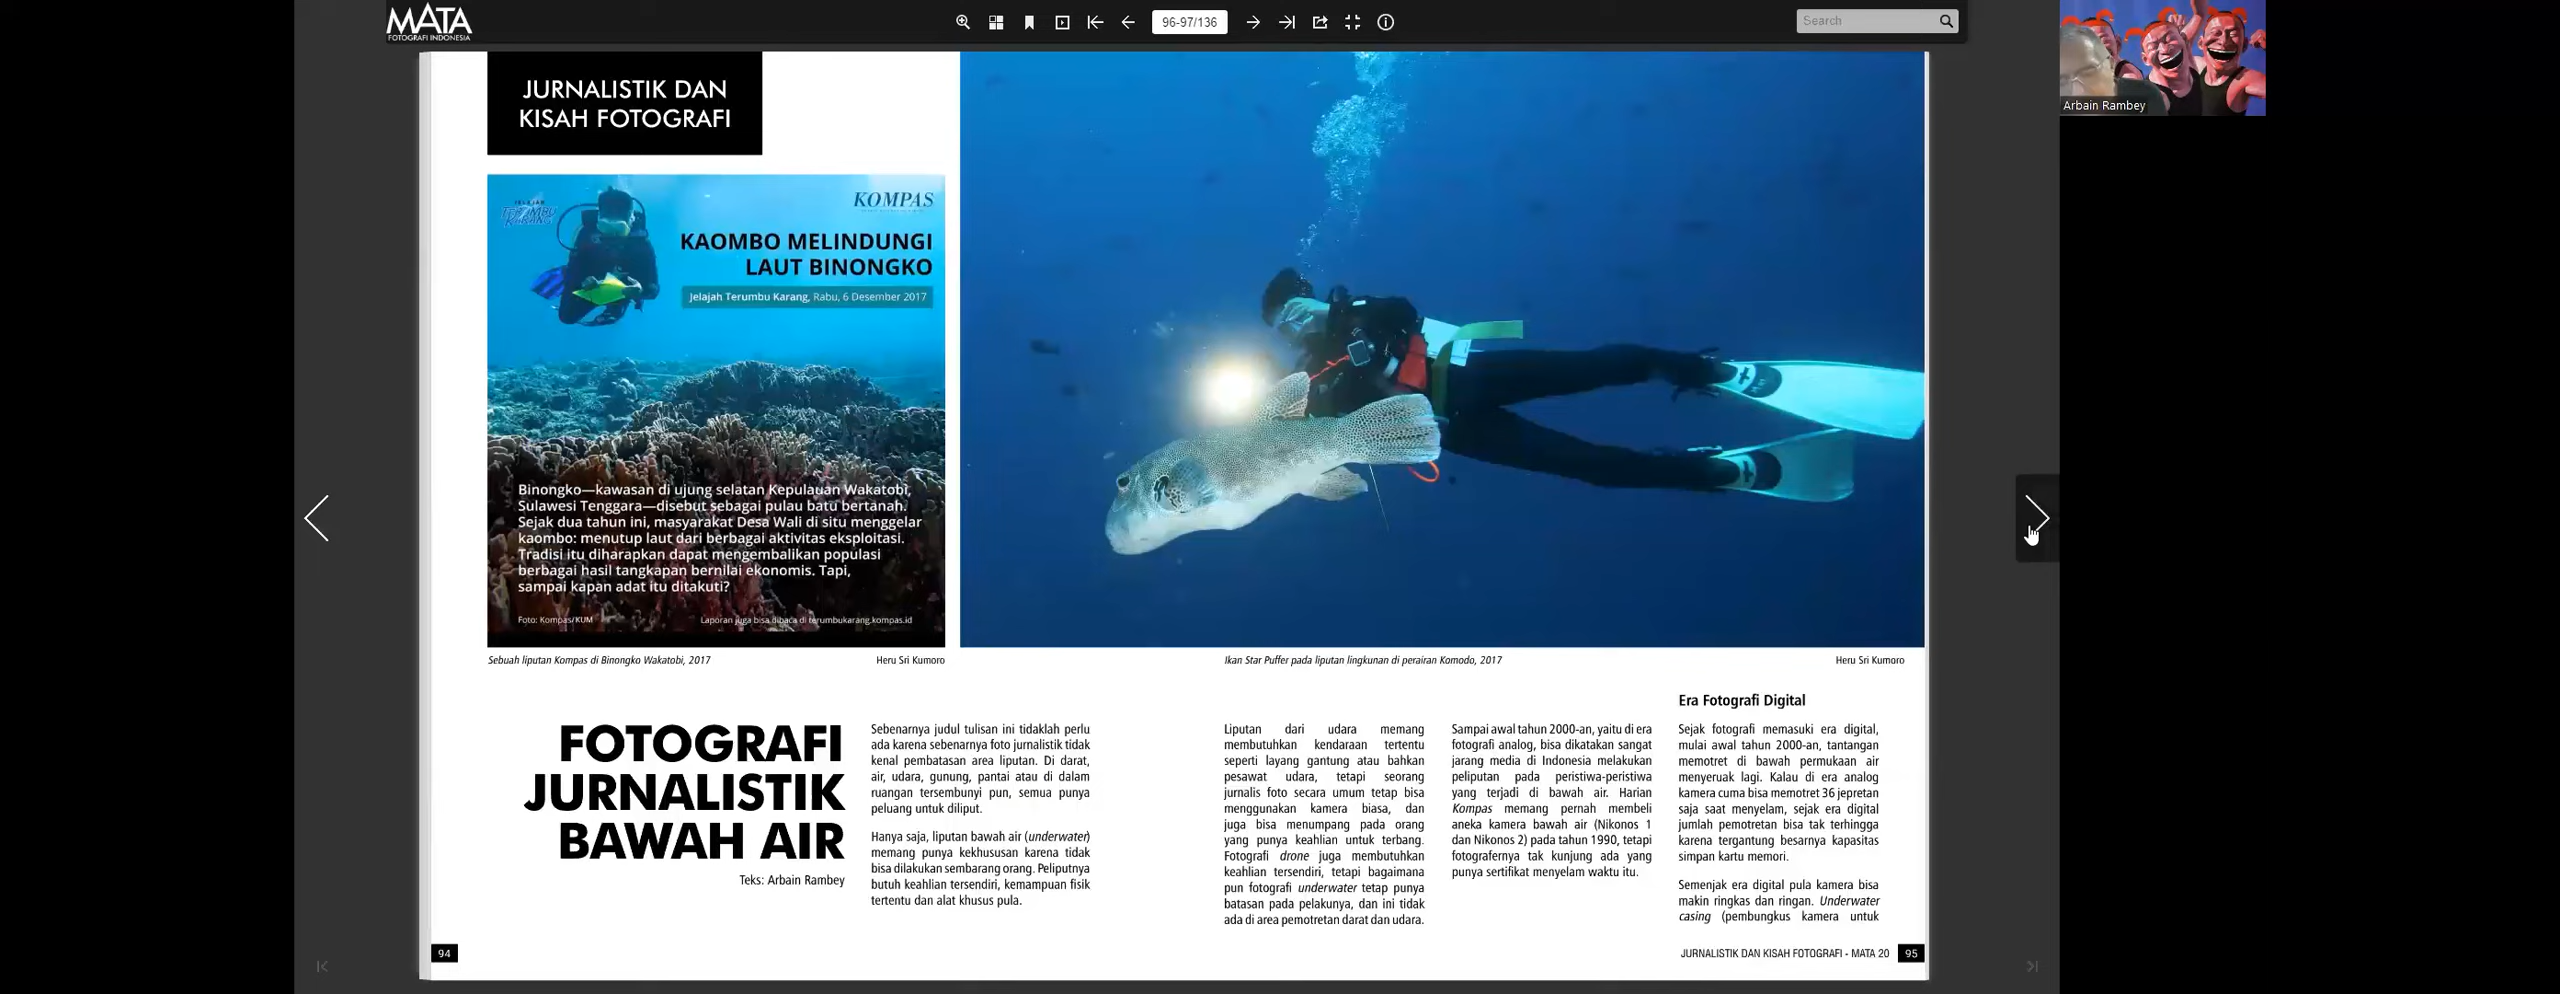 MATA
FOTOGRAFI INDONESIA
96-97/136
Search
Arbain Rambey
JURNALISTIK DAN
KISAH FOTOGRAFI
JELAJAH
TERUMBU
KARANG
KOMPAS
KAOMBO MELINDUNGI
LAUT BINONGKO
Jelajah Terumbu Karang, Rabu, 6 Desember 2017
Binongko—kawasan di ujung selatan Kepulauan Wakatobi,
Sulawesi Tenggara—disebut sebagai pulau batu bertanah.
Sejak dua tahun ini, masyarakat Desa Wali di situ menggelar
kaombo: menutup laut dari berbagai aktivitas eksploitasi.
Tradisi itu diharapkan dapat mengembalikan populasi
berbagai hasil tangkapan bernilai ekonomis. Tapi,
sampai kapan adat itu ditakuti?
Foto: Kompas/KUM
Laporan juga bisa dibaca di terumbukarang.kompas.id
Sebuah liputan Kompas di Binongko Wakatobi, 2017
Heru Sri Kumoro
Ikan Star Puffer pada liputan lingkunan di perairan Komodo, 2017
Heru Sri Kumoro
FOTOGRAFI
JURNALISTIK
BAWAH AIR
Teks: Arbain Rambey
Sebenarnya judul tulisan ini tidaklah perlu
ada karena sebenarnya foto jurnalistik tidak
kenal pembatasan area liputan. Di darat,
air, udara, gunung, pantai atau di dalam
ruangan tersembunyi pun, semua punya
peluang untuk diliput.
Hanya saja, liputan bawah air (underwater)
memang punya kekhususan karena tidak
bisa dilakukan sembarang orang. Peliputnya
butuh keahlian tersendiri, kemampuan fisik
tertentu dan alat khusus pula.
Liputan dari udara memang
membutuhkan kendaraan tertentu
seperti layang gantung atau bahkan
pesawat udara, tetapi seorang
jurnalis foto secara umum tetap bisa
menggunakan kamera biasa, dan
juga bisa menumpang pada orang
yang punya keahlian untuk terbang.
Fotografi drone juga membutuhkan
keahlian tersendiri, tetapi bagaimana
pun fotografi underwater tetap punya
batasan pada pelakunya, dan ini tidak
ada di area pemotretan darat dan udara.
Sampai awal tahun 2000-an, yaitu di era
fotografi analog, bisa dikatakan sangat
jarang media di Indonesia melakukan
peliputan pada peristiwa-peristiwa
yang terjadi di bawah air. Harian
Kompas memang pernah membeli
aneka kamera bawah air (Nikonos 1
dan Nikonos 2) pada tahun 1990, tetapi
fotografernya tak kunjung ada yang
punya sertifikat menyelam waktu itu.
Era Fotografi Digital
Sejak fotografi memasuki era digital,
mulai awal tahun 2000-an, tantangan
memotret di bawah permukaan air
menyeruak lagi. Kalau di era analog
kamera cuma bisa memotret 36 jepretan
saja saat menyelam, sejak era digital
jumlah pemotretan bisa tak terhingga
karena tergantung besarnya kapasitas
simpan kartu memori.
Semenjak era digital pula kamera bisa
makin ringkas dan ringan. Underwater
casing (pembungkus kamera untuk
94
JURNALISTIK DAN KISAH FOTOGRAFI - MATA 20
95